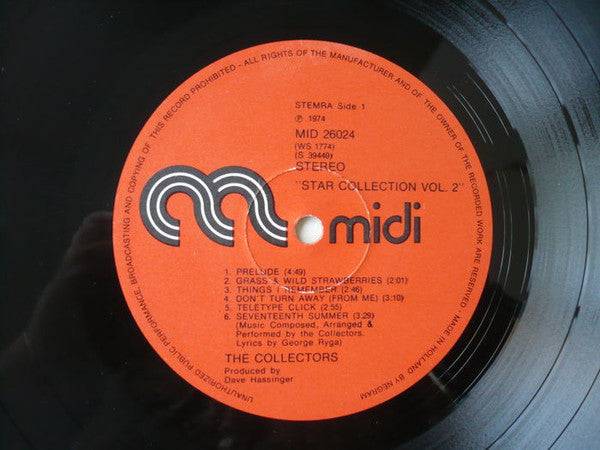 UNAUTHORIZED PUBLIC PERFORMANCE, BROADCASTING AND COPYING OF THIS RECORD PROHIBITED - ALL RIGHTS OF THE MANUFACTURER AND OF THE OWNER OF THE RECORDED WORK ARE RESERVED - MADE IN HOLLAND BY NEGRAM
STEMRA Side 1
℗ 1974
MID 26024
(WS 1774)
(S 39449)
STEREO
"STAR COLLECTION VOL. 2"
midi
1. PRELUDE (4:49)
2. GRASS & WILD STRAWBERRIES (2:01)
3. THINGS I REMEMBER (2:46)
4. DON'T TURN AWAY (FROM ME) (3:10)
5. TELETYPE CLICK (2:55)
6. SEVENTEENTH SUMMER (3:29)
(Music Composed, Arranged &
Performed by the Collectors.
Lyrics by George Ryga)
THE COLLECTORS
Produced by
Dave Hassinger